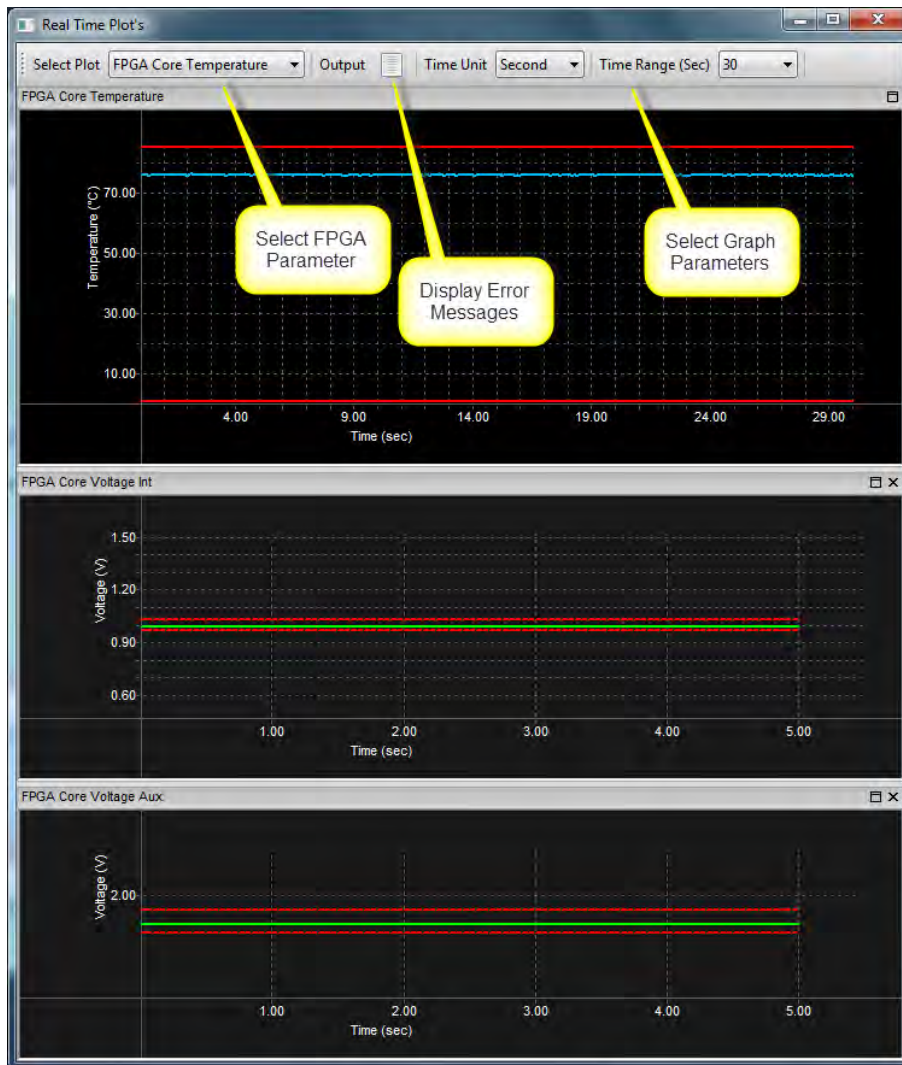 Real Time Plot's
Select Plot FPGA Core Temperature Output Time Unit Second Time Range (Sec) 30
FPGA Core Temperature
Temperature (°C)
70.00
50.00
30.00
10.00
Select FPGA
Parameter
Display Error
Messages
Select Graph
Parameters
4.00 9.00 14.00 19.00 24.00 29.00
Time (sec)
FPGA Core Voltage Int
Voltage (V)
1.50
1.20
0.90
0.60
1.00 2.00 3.00 4.00 5.00
Time (sec)
FPGA Core Voltage Aux
Voltage (V)
2.00
1.00 2.00 3.00 4.00 5.00
Time (sec)